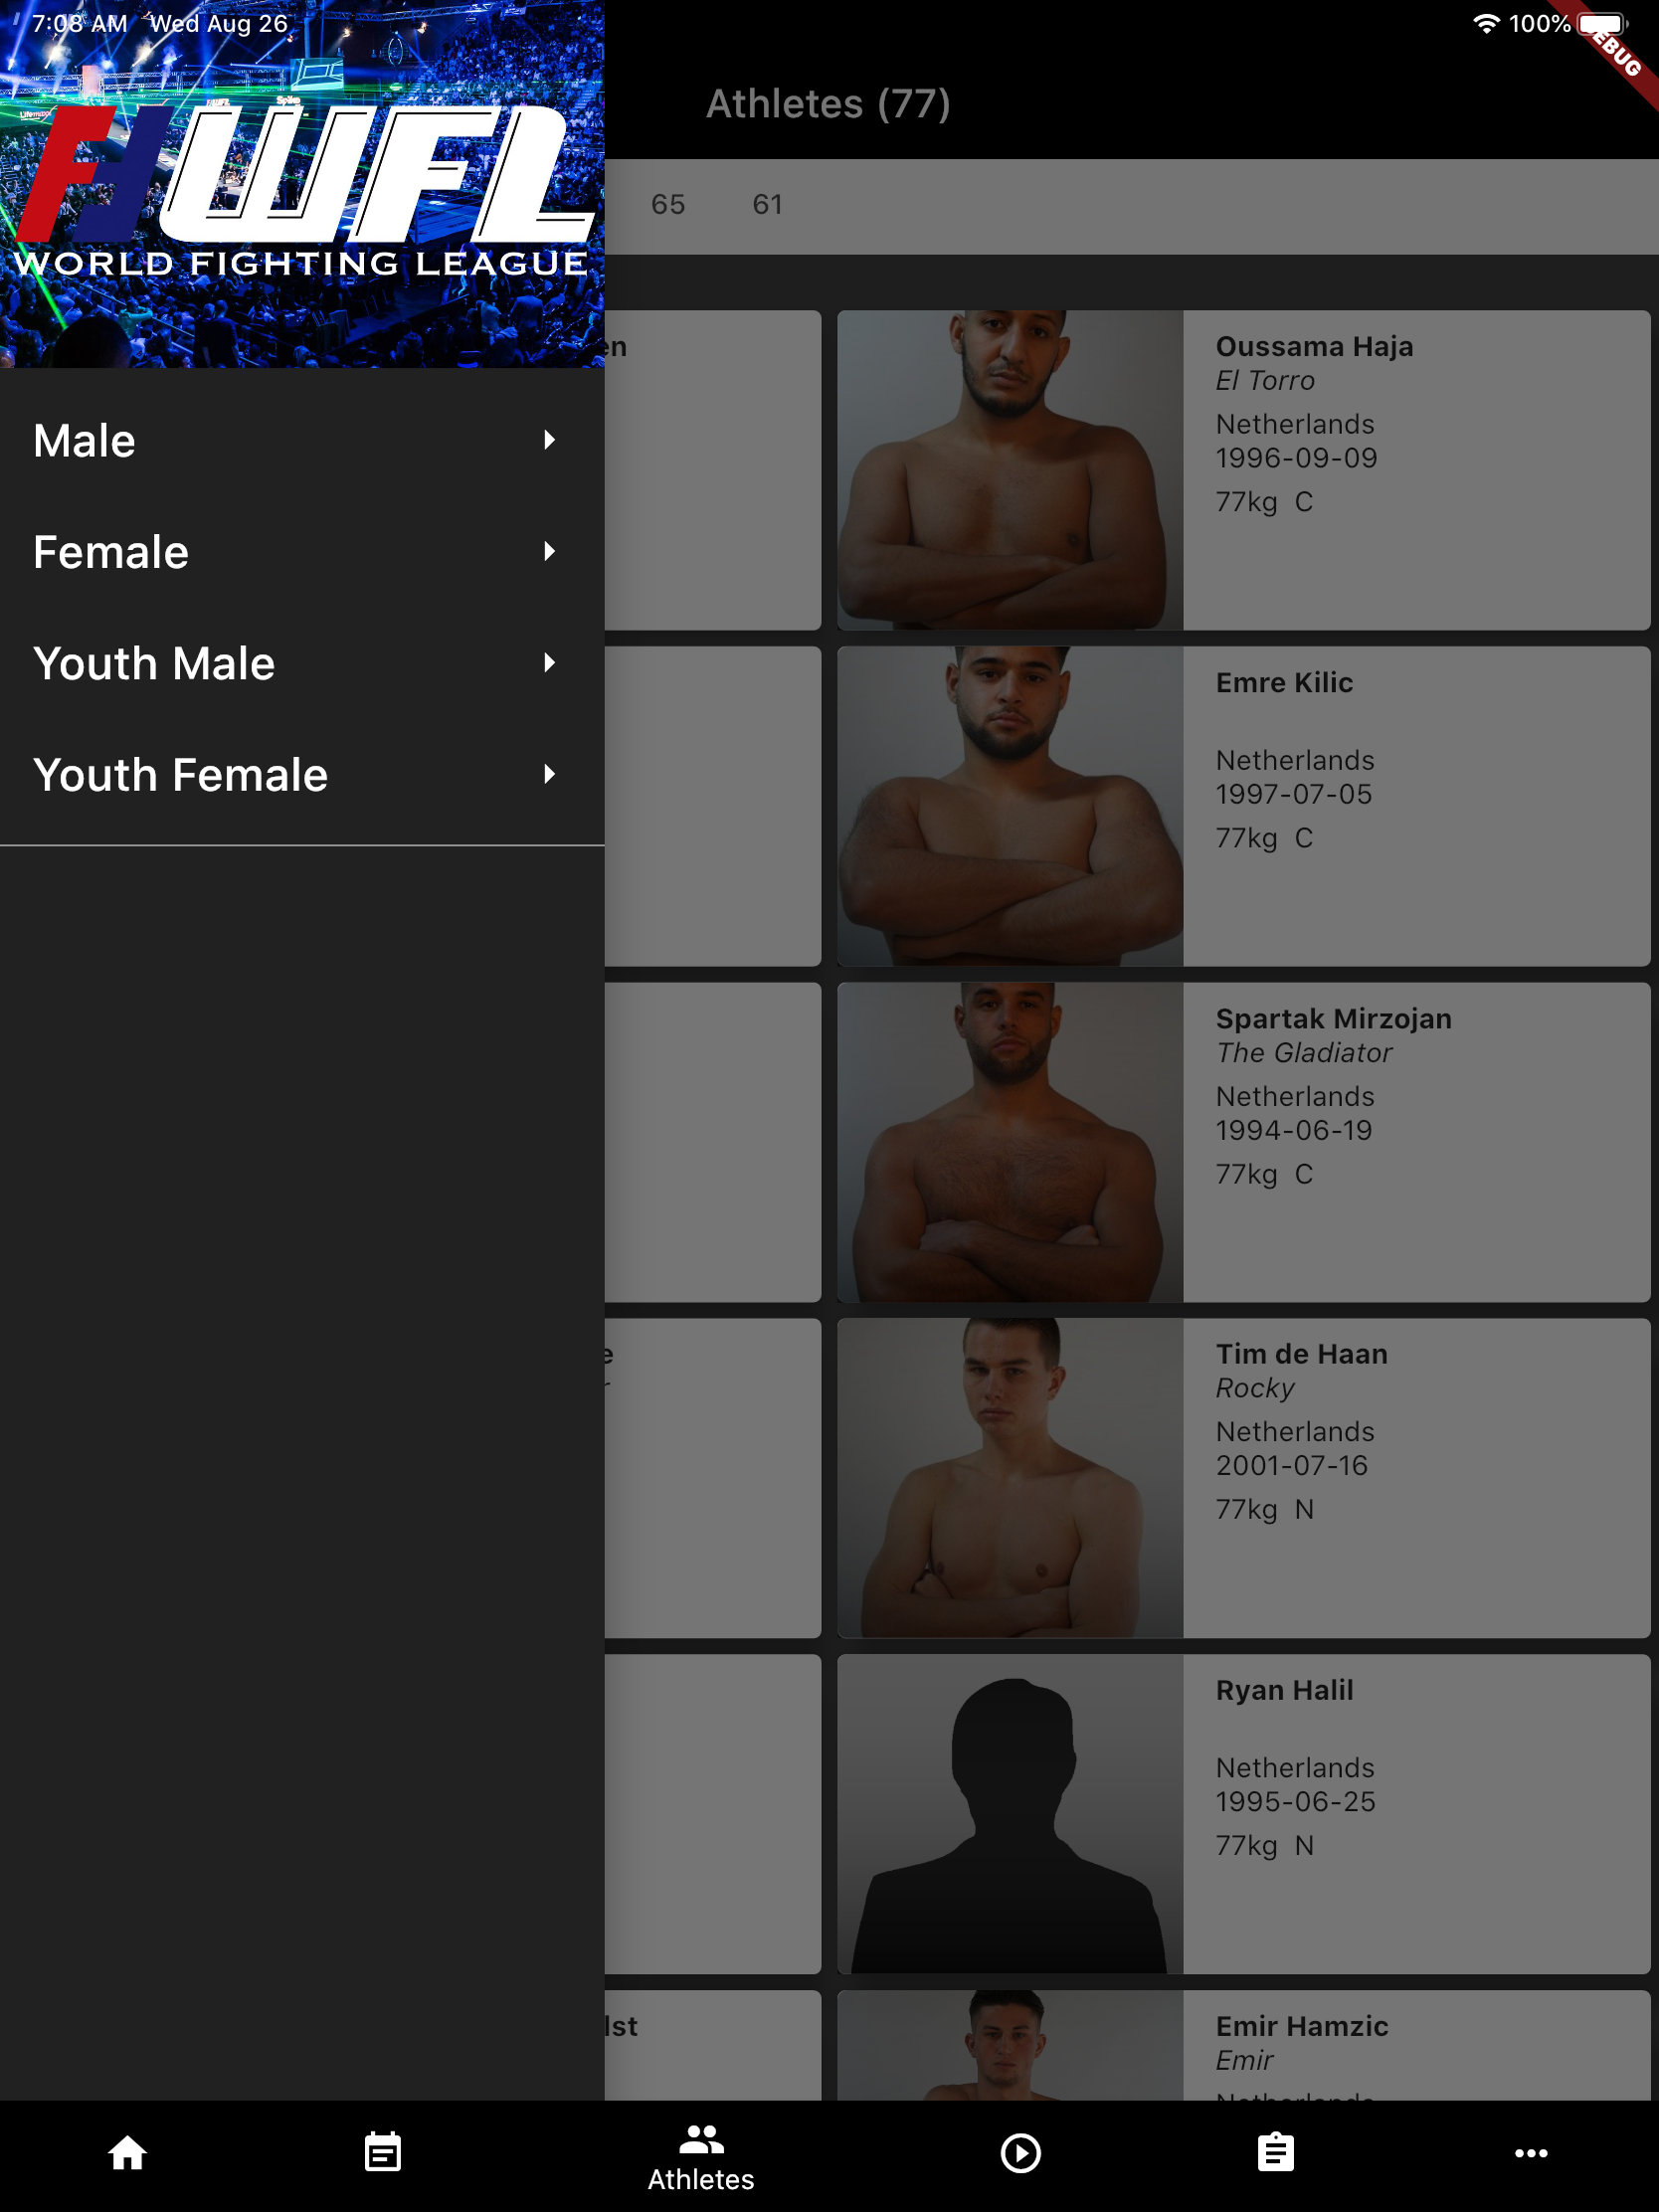 7:08 AM Wed Aug 26
100%
EBUG
Athletes (77)
WFL
WORLD FIGHTING LEAGUE
65 61
Male
Female
Youth Male
Youth Female
en
Oussama Haja
El Torro
Netherlands
1996-09-09
77kg C
Emre Kilic
Netherlands
1997-07-05
77kg C
Spartak Mirzojan
The Gladiator
Netherlands
1994-06-19
77kg C
e
r
Tim de Haan
Rocky
Netherlands
2001-07-16
77kg N
Ryan Halil
Netherlands
1995-06-25
77kg N
lst
Emir Hamzic
Emir
Netherlands
Athletes